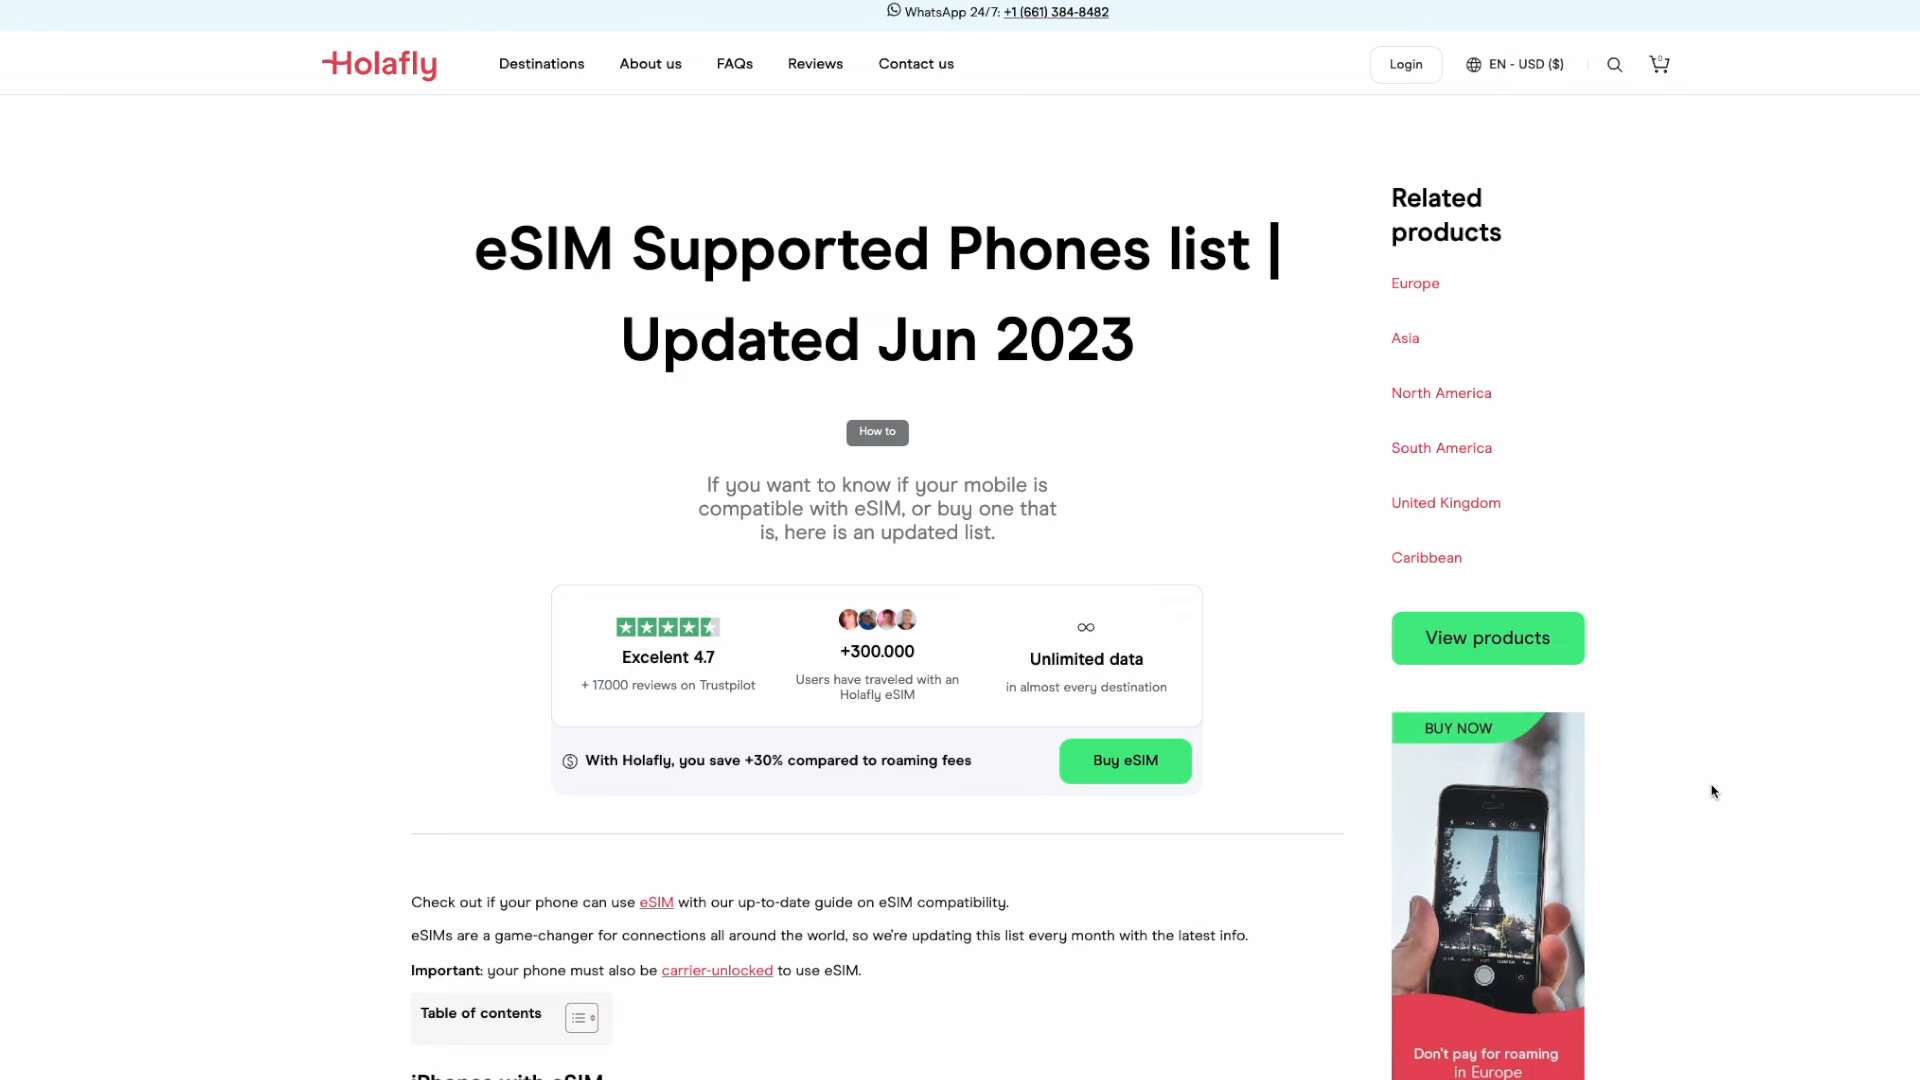 WhatsApp 24/7: +1 (661) 384-8482
Holafly
Destinations
About us
FAQs
Reviews
Contact us
Login
EN - USD ($)
0
eSIM Supported Phones list |
Updated Jun 2023
How to
If you want to know if your mobile is
compatible with eSIM, or buy one that
is, here is an updated list.
Excelent 4.7
+ 17.000 reviews on Trustpilot
+300.000
Users have traveled with an
Holafly eSIM
Unlimited data
in almost every destination
With Holafly, you save +30% compared to roaming fees
Buy eSIM
Check out if your phone can use eSIM with our up-to-date guide on eSIM compatibility.
eSIMs are a game-changer for connections all around the world, so we're updating this list every month with the latest info.
Important: your phone must also be carrier-unlocked to use eSIM.
Table of contents
iPhones with eSIM
Related
products
Europe
Asia
North America
South America
United Kingdom
Caribbean
View products
BUY NOW
Don't pay for roaming
in Europe